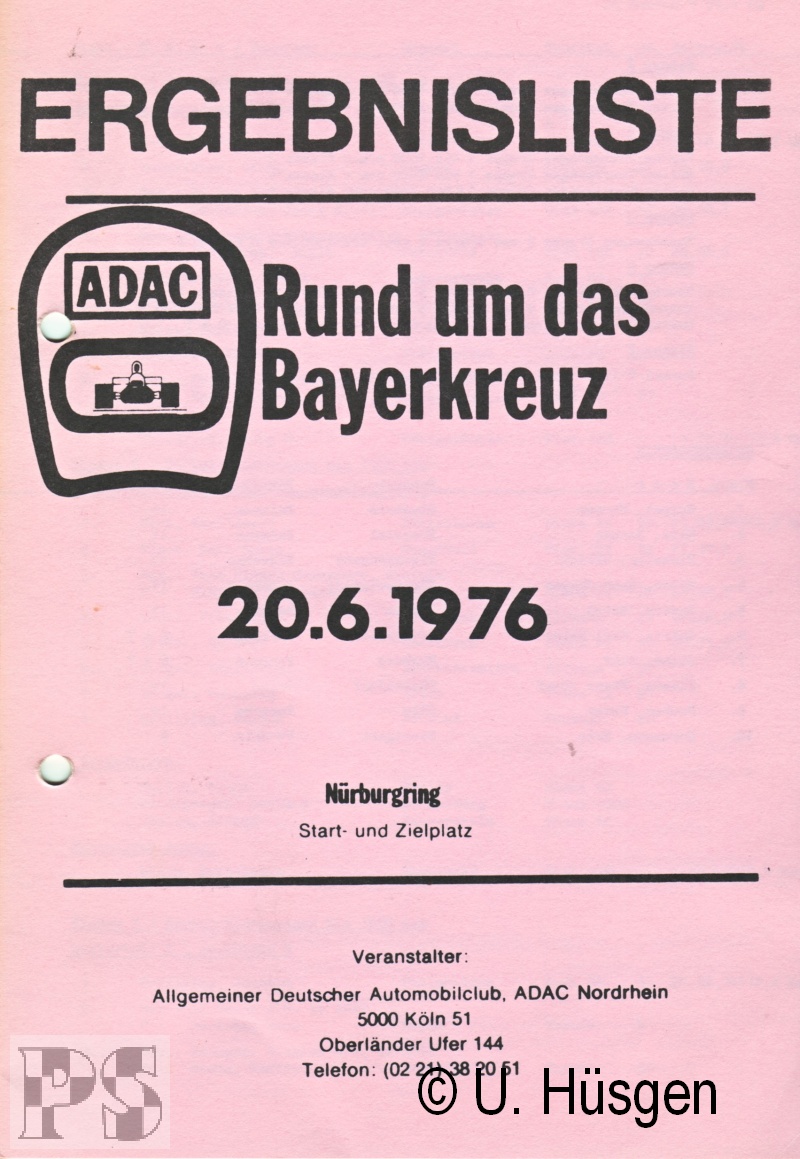 ERGEBNISLISTE
ADAC
Rund um das
Bayerkreuz
20.6.1976
Nürburgring
Start- und Zielplatz
Veranstalter:
Allgemeiner Deutscher Automobilclub, ADAC Nordrhein
5000 Köln 51
Oberländer Ufer 144
Telefon: (02 21) 38 20 51
PS
© U. Hüsgen